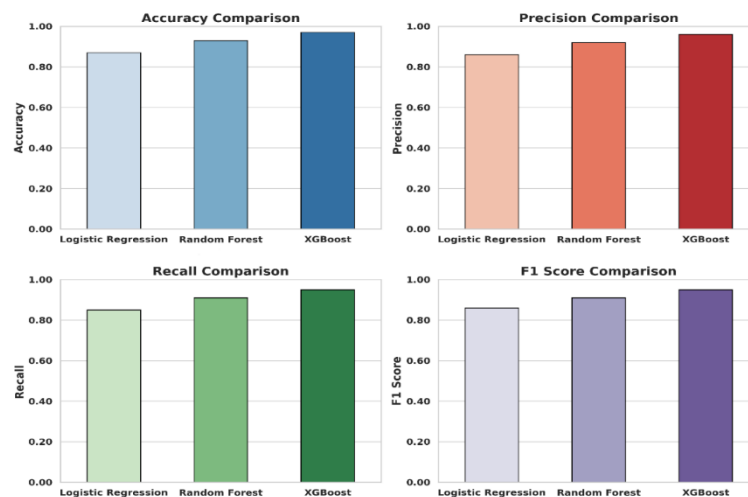 Accuracy Comparison
1.00
0.80
0.60
0.40
0.20
0.00
Accuracy
Logistic Regression Random Forest XGBoost
Precision Comparison
1.00
0.80
0.60
0.40
0.20
0.00
Precision
Logistic Regression Random Forest XGBoost
Recall Comparison
1.00
0.80
0.60
0.40
0.20
0.00
Recall
Logistic Regression Random Forest XGBoost
F1 Score Comparison
1.00
0.80
0.60
0.40
0.20
0.00
F1 Score
Logistic Regression Random Forest XGBoost